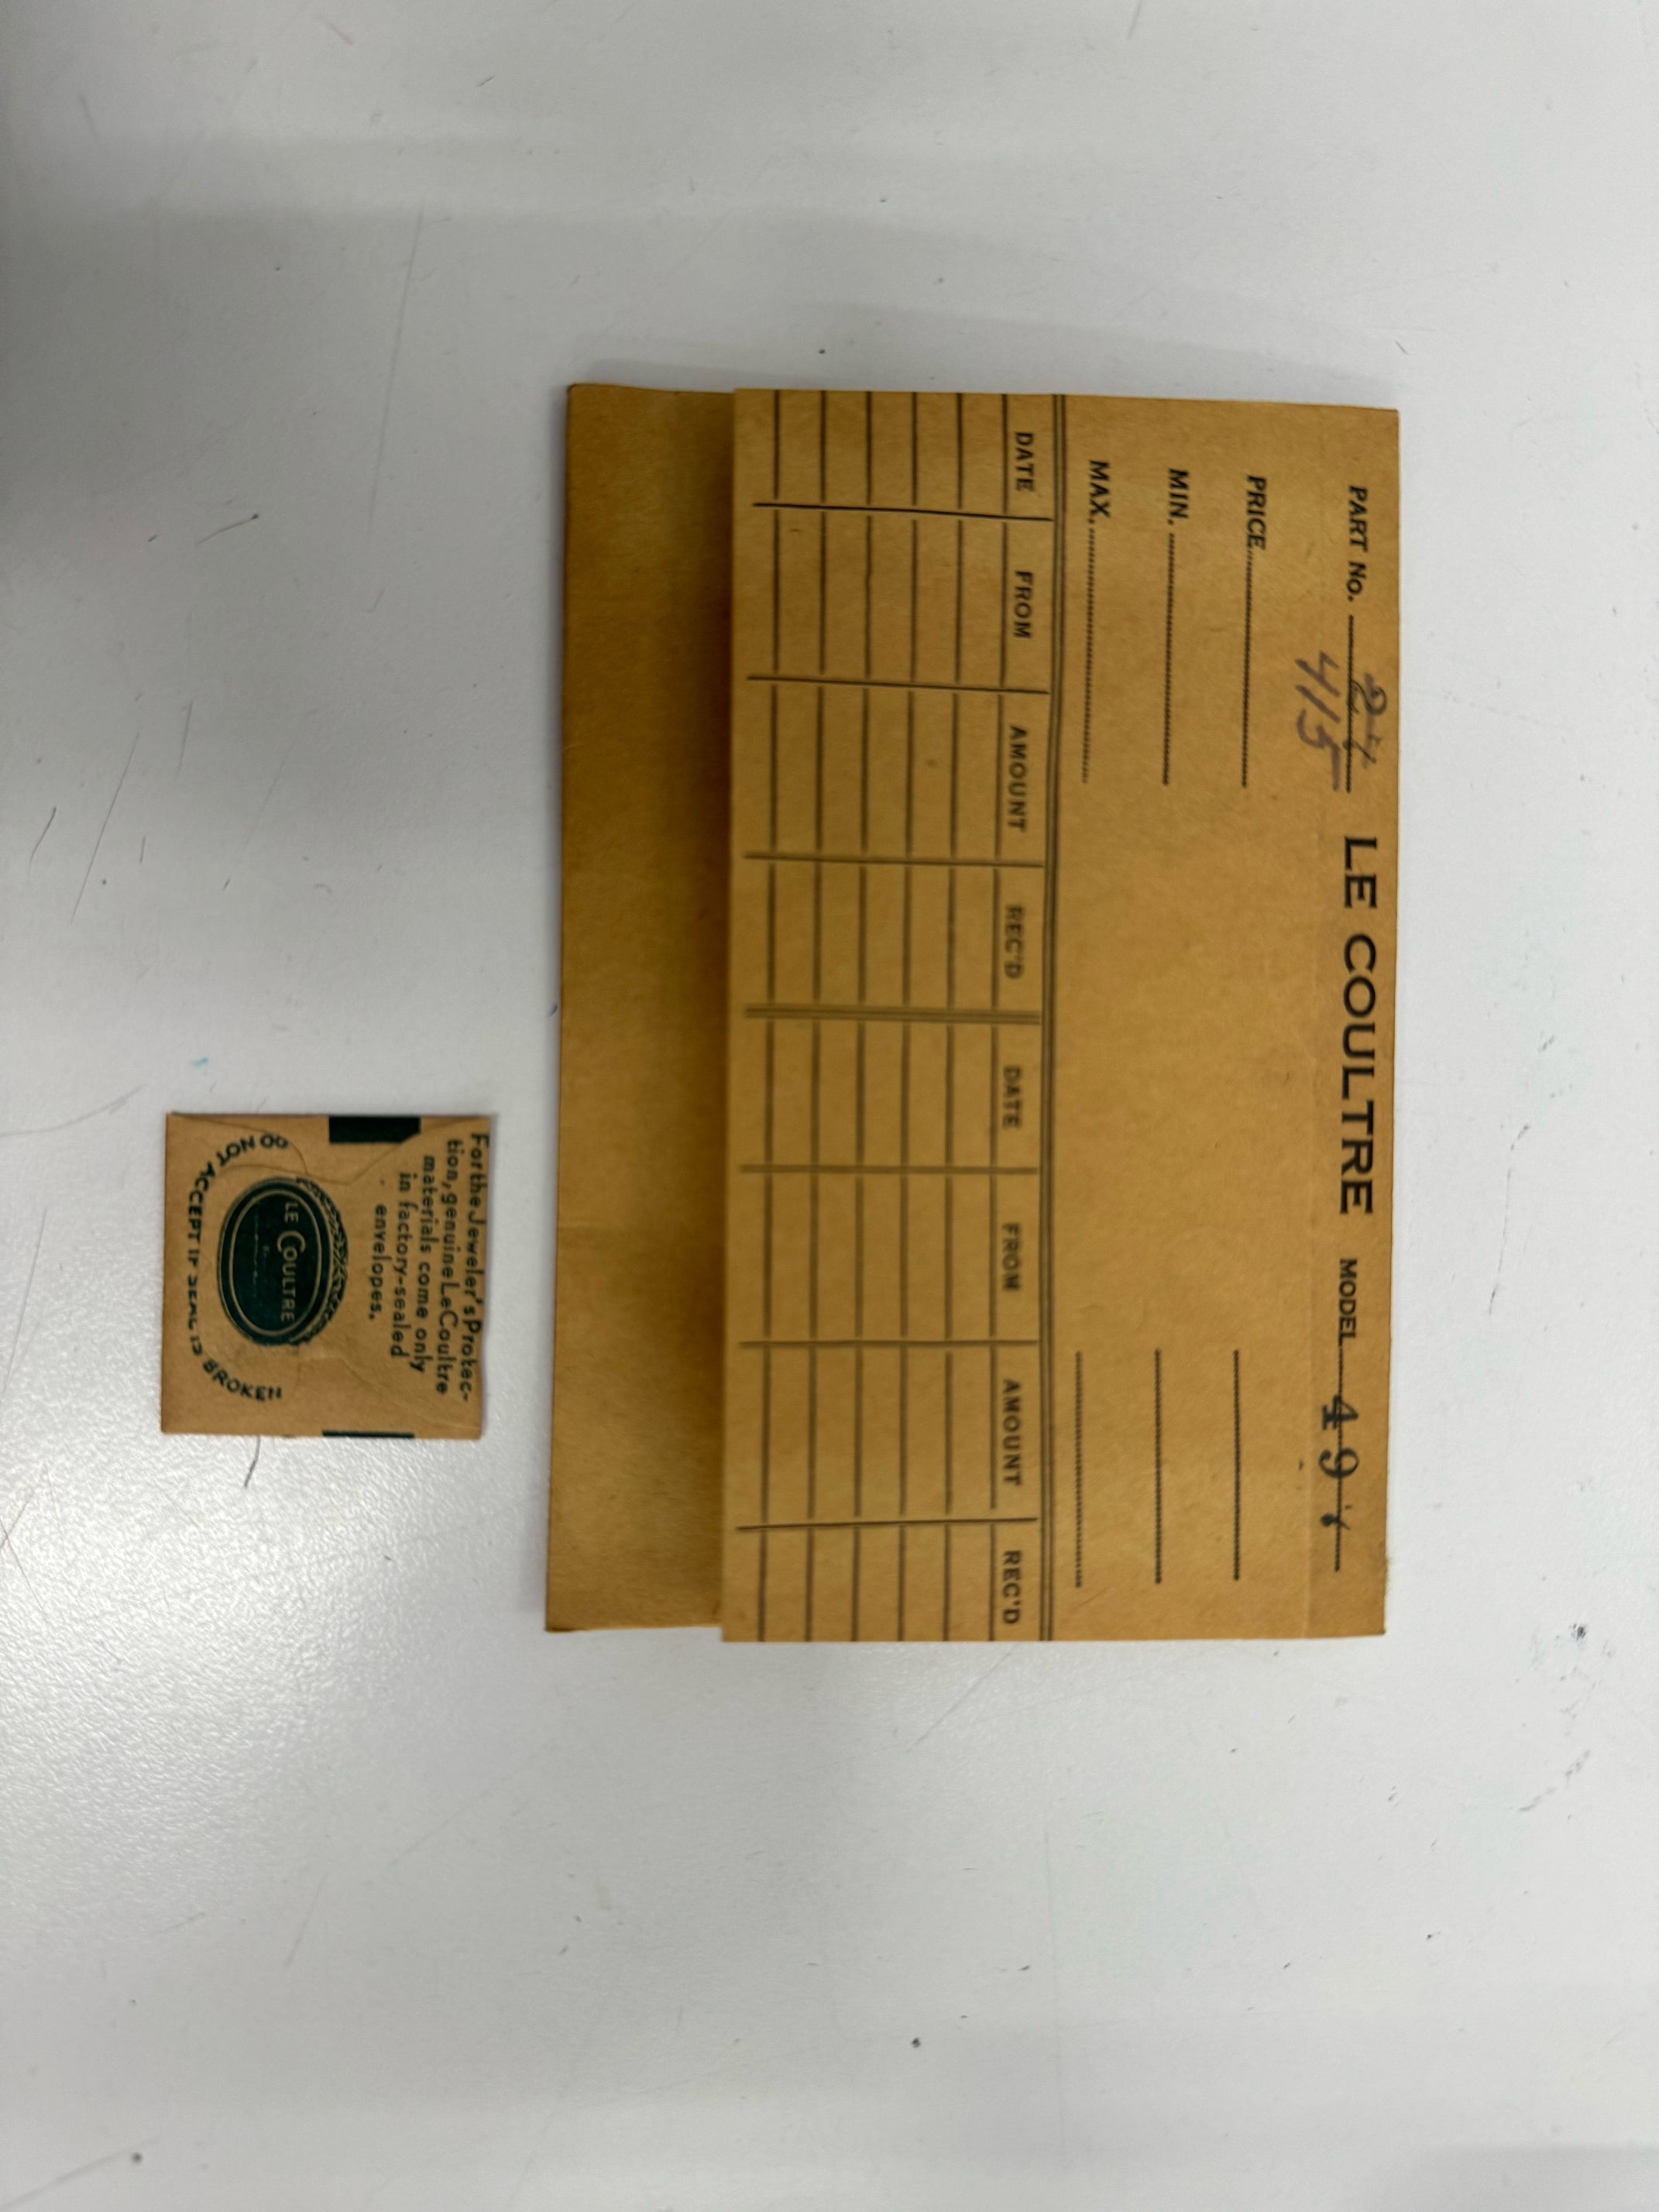 PART No. LE COULTRE MODEL 49
415
PRICE
MIN.
MAX.
DATE FROM AMOUNT REC'D DATE FROM AMOUNT REC'D
For the Jeweler's Protec-
tion, genuine LeCoultre
materials come only
in factory-sealed
envelopes.
LE COULTRE
DO NOT ACCEPT IF SEAL IS BROKEN